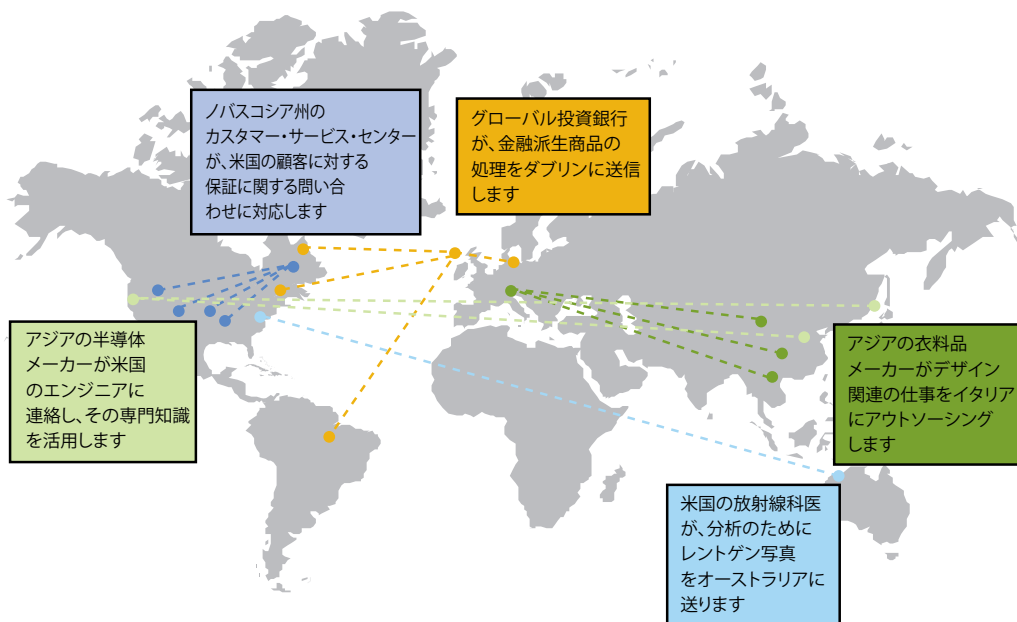 ノバスコシア州の
カスタマー・サービス・センター
が、米国の顧客に対する
保証に関する問い合
わせに対応します
グローバル投資銀行
が、金融派生商品の
処理をダブリンに送信
します
アジアの半導体
メーカーが米国
のエンジニアに
連絡し、その専門知識
を活用します
アジアの衣料品
メーカーがデザイン
関連の仕事をイタリア
にアウトソーシング
します
米国の放射線科医
が、分析のために
レントゲン写真
をオーストラリアに
送ります